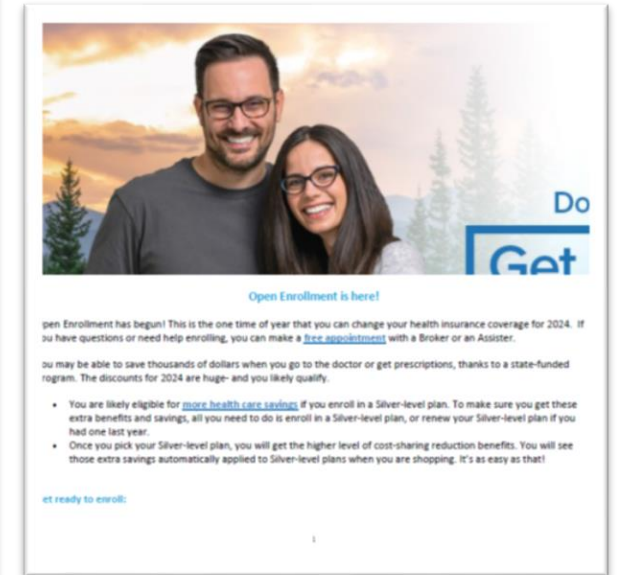 Do
Get
Open Enrollment is here!
pen Enrollment has begun! This is the one time of year that you can change your health insurance coverage for 2024. If
ou have questions or need help enrolling, you can make a free appointment with a Broker or an Assister.
ou may be able to save thousands of dollars when you go to the doctor or get prescriptions, thanks to a state-funded
rogram. The discounts for 2024 are huge- and you likely qualify.
• You are likely eligible for more health care savings if you enroll in a Silver-level plan. To make sure you get these
extra benefits and savings, all you need to do is enroll in a Silver-level plan, or renew your Silver-level plan if you
had one last year.
• Once you pick your Silver-level plan, you will get the higher level of cost-sharing reduction benefits. You will see
those extra savings automatically applied to Silver-level plans when you are shopping. It's as easy as that!
et ready to enroll:
1